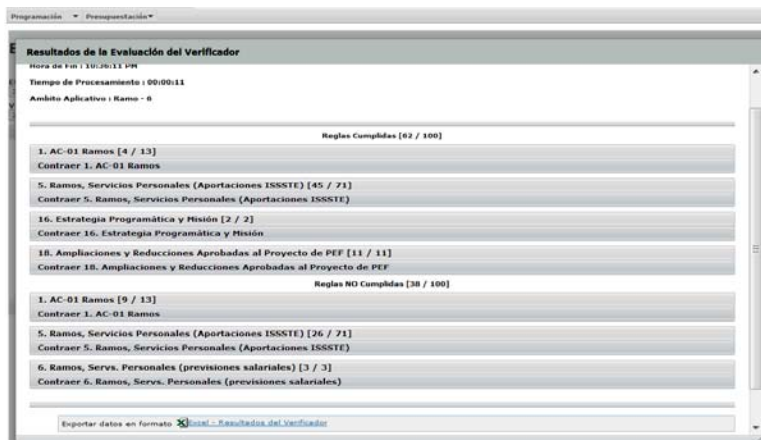 Programación Presupuestación
Resultados de la Evaluación del Verificador
Hora de Fin : 10:36:11 PM
Tiempo de Procesamiento : 00:00:11
Ambito Aplicativo : Ramo - 6
Reglas Cumplidas [62 / 100]
1. AC-01 Ramos [4 / 13]
Contraer 1. AC-01 Ramos
5. Ramos, Servicios Personales (Aportaciones ISSSTE) [45 / 71]
Contraer 5. Ramos, Servicios Personales (Aportaciones ISSSTE)
16. Estrategia Programática y Misión [2 / 2]
Contraer 16. Estrategia Programática y Misión
18. Ampliaciones y Reducciones Aprobadas al Proyecto de PEF [11 / 11]
Contraer 18. Ampliaciones y Reducciones Aprobadas al Proyecto de PEF
Reglas NO Cumplidas [38 / 100]
1. AC-01 Ramos [9 / 13]
Contraer 1. AC-01 Ramos
5. Ramos, Servicios Personales (Aportaciones ISSSTE) [26 / 71]
Contraer 5. Ramos, Servicios Personales (Aportaciones ISSSTE)
6. Ramos, Servs. Personales (previsiones salariales) [3 / 3]
Contraer 6. Ramos, Servs. Personales (previsiones salariales)
Exportar datos en formato Excel - Resultados del Verificador